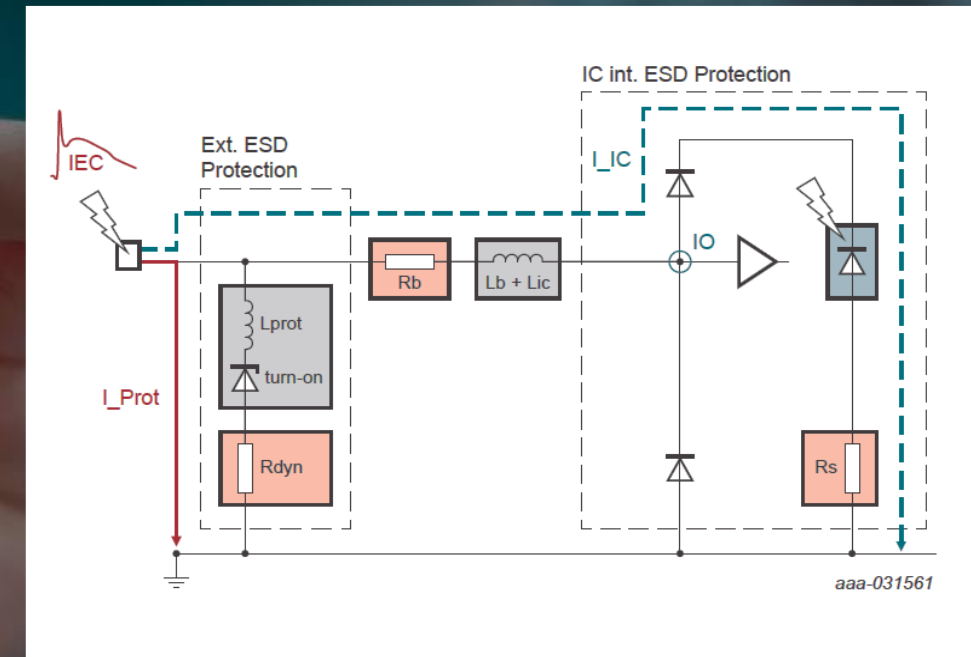 IC int. ESD Protection
Ext. ESD
Protection
IEC
I_IC
IO
Rb
Lb + Lic
Lprot
turn-on
I_Prot
Rdyn
Rs
aaa-031561